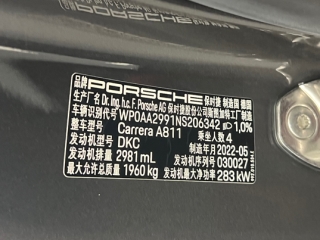 品牌 PORSCHE 保时捷 制造国 德国
生产厂名 Dr. Ing. h.c. F. Porsche AG 保时捷股份公司斯图加特工厂制造
车辆识别代号 WP0AA2991NS206342 1,0%
整车型号 Carrera A811 乘坐人数 4
发动机型号 DKC 制造年月 2022-05
发动机排量 2981 mL 发动机序列号 030027
最大允许总质量 1960 kg 发动机最大净功率 283 kW